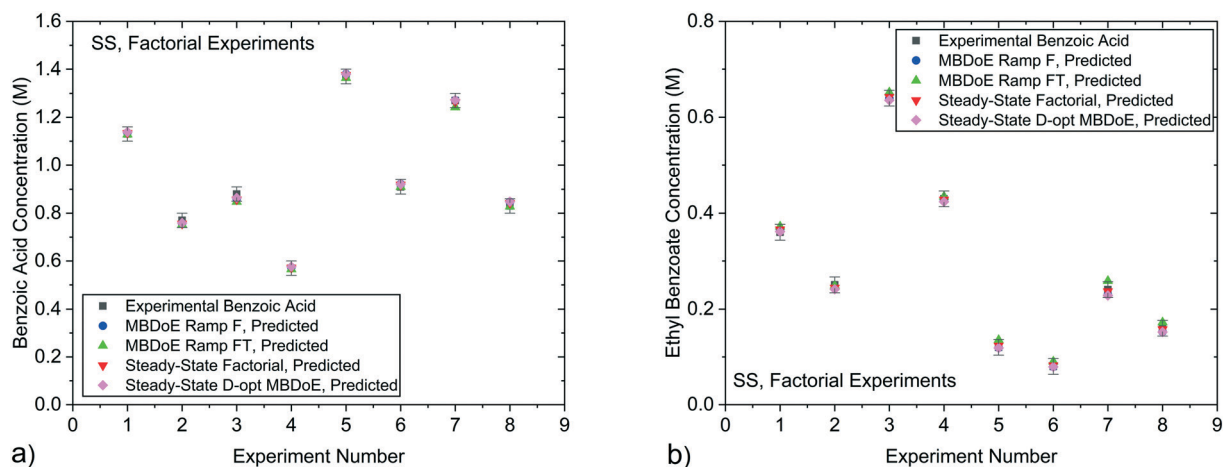 SS, Factorial Experiments
Benzoic Acid Concentration (M)
1.6
1.4
1.2
1.0
0.8
0.6
0.4
0.2
0.0
Experimental Benzoic Acid
MBDoE Ramp F, Predicted
MBDoE Ramp FT, Predicted
Steady-State Factorial, Predicted
Steady-State D-opt MBDoE, Predicted
0 1 2 3 4 5 6 7 8 9
Experiment Number
a)
Ethyl Benzoate Concentration (M)
0.8
0.6
0.4
0.2
0.0
Experimental Benzoic Acid
MBDoE Ramp F, Predicted
MBDoE Ramp FT, Predicted
Steady-State Factorial, Predicted
Steady-State D-opt MBDoE, Predicted
SS, Factorial Experiments
0 1 2 3 4 5 6 7 8 9
Experiment Number
b)